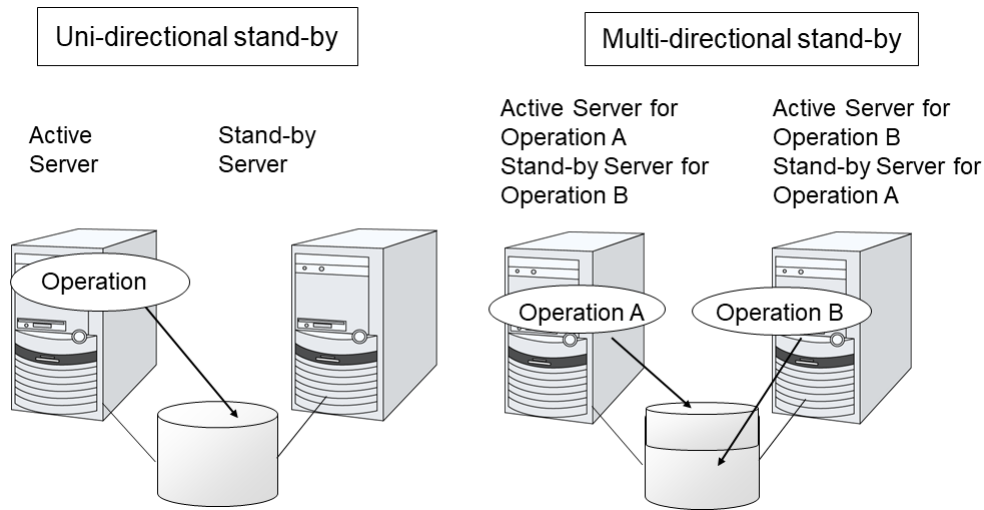 Uni-directional stand-by
Multi-directional stand-by
Active
Server
Stand-by
Server
Active Server for
Operation A
Stand-by Server for
Operation B
Active Server for
Operation B
Stand-by Server for
Operation A
Operation
Operation A
Operation B